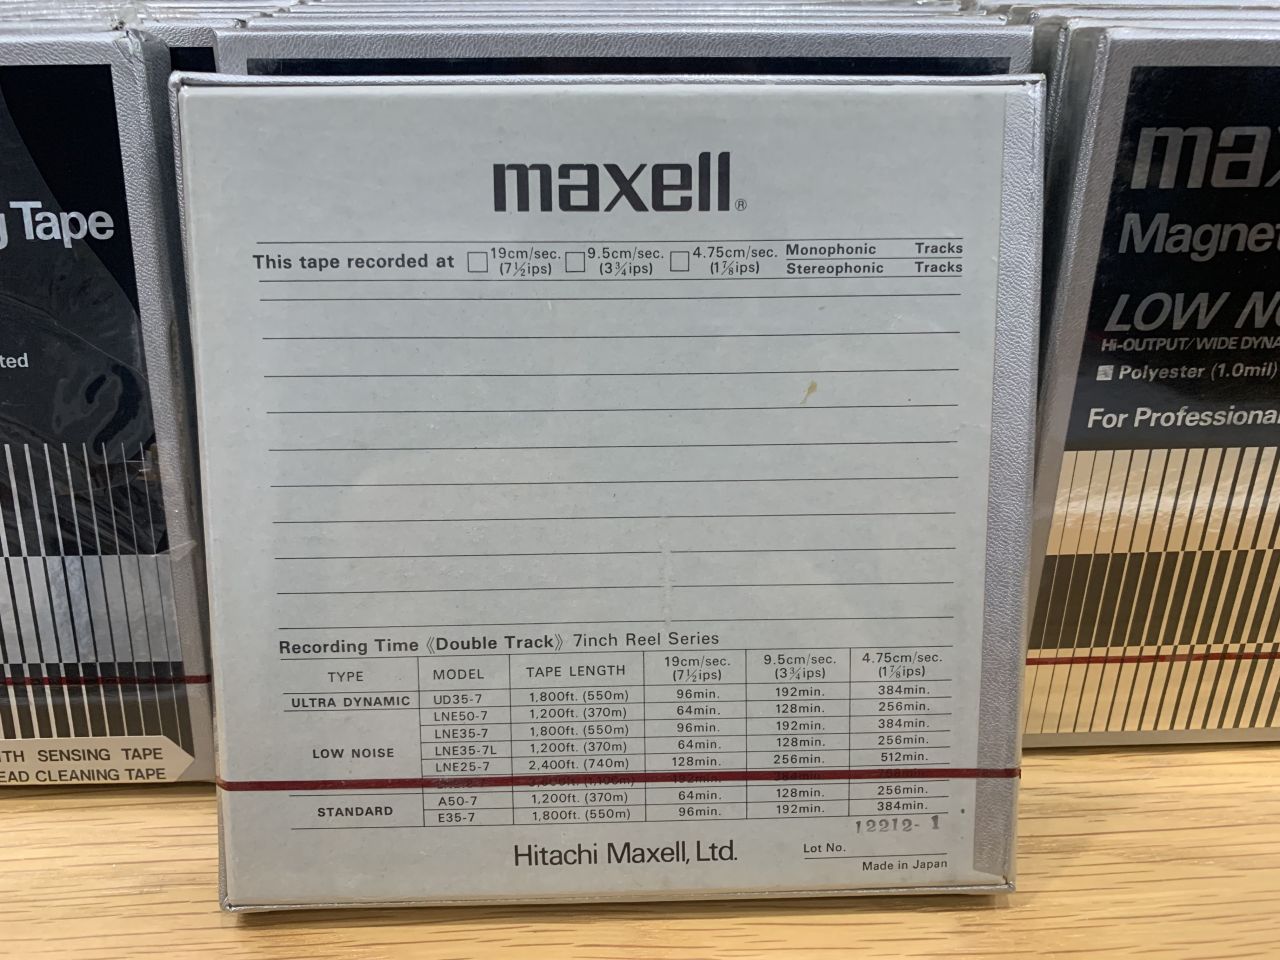 maxell®
This tape recorded at 19cm/sec. (7½ips) 9.5cm/sec. (3¾ips) 4.75cm/sec. (1⅞ips) Monophonic Tracks
Stereophonic Tracks
Recording Time《Double Track》7inch Reel Series
TYPE MODEL TAPE LENGTH 19cm/sec. (7½ips) 9.5cm/sec. (3¾ips) 4.75cm/sec. (1⅞ips)
ULTRA DYNAMIC UD35-7 1,800ft. (550m) 96min. 192min. 384min.
LOW NOISE LNE50-7 1,200ft. (370m) 64min. 128min. 256min.
LNE35-7 1,800ft. (550m) 96min. 192min. 384min.
LNE35-7L 1,200ft. (370m) 64min. 128min. 256min.
LNE25-7 2,400ft. (740m) 128min. 256min. 512min.
STANDARD A50-7 1,200ft. (370m) 64min. 128min. 256min.
E35-7 1,800ft. (550m) 96min. 192min. 384min.
12212-1
Hitachi Maxell, Ltd.
Lot No.
Made in Japan
g Tape
ted
TH SENSING TAPE
EAD CLEANING TAPE
max
Magnet
LOW N
Hi-OUTPUT/WIDE DYNA
Polyester (1.0mil)
For Professiona